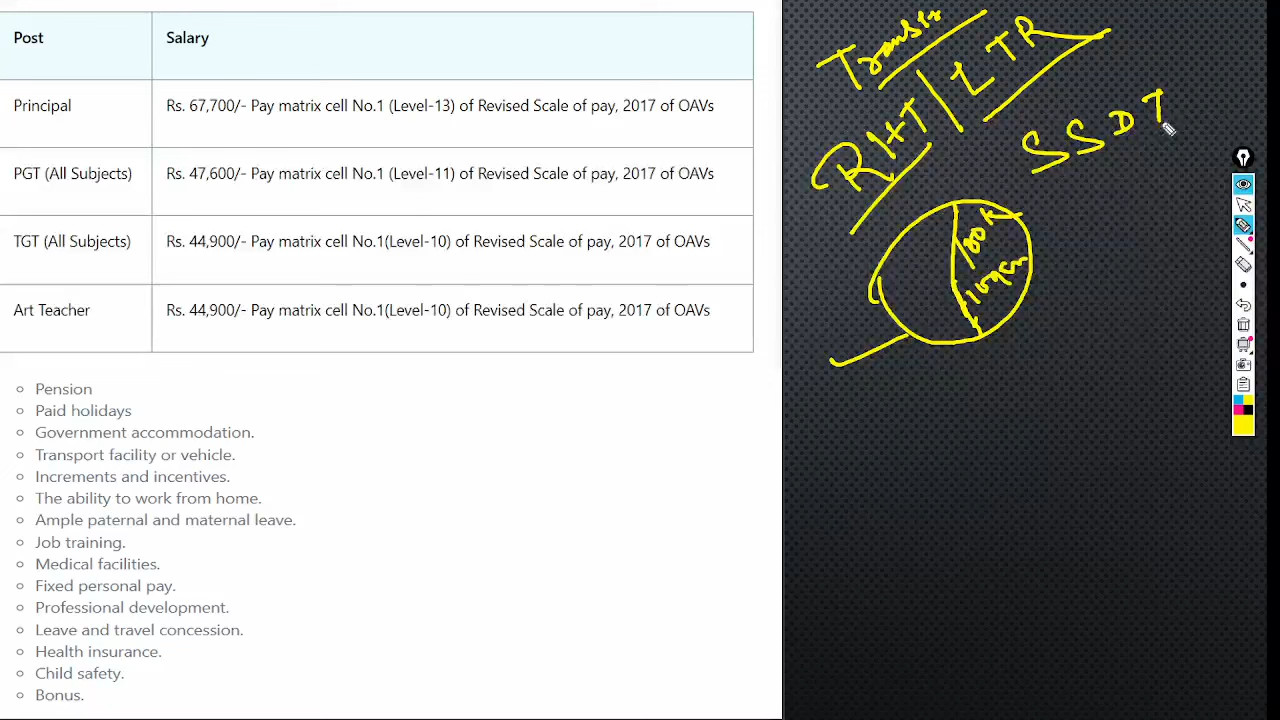 Post Salary
Principal Rs. 67,700/- Pay matrix cell No.1 (Level-13) of Revised Scale of pay, 2017 of OAVs
PGT (All Subjects) Rs. 47,600/- Pay matrix cell No.1 (Level-11) of Revised Scale of pay, 2017 of OAVs
TGT (All Subjects) Rs. 44,900/- Pay matrix cell No.1(Level-10) of Revised Scale of pay, 2017 of OAVs
Art Teacher Rs. 44,900/- Pay matrix cell No.1(Level-10) of Revised Scale of pay, 2017 of OAVs
Pension
Paid holidays
Government accommodation.
Transport facility or vehicle.
Increments and incentives.
The ability to work from home.
Ample paternal and maternal leave.
Job training.
Medical facilities.
Fixed personal pay.
Professional development.
Leave and travel concession.
Health insurance.
Child safety.
Bonus.
RHT / LTR
SSD T